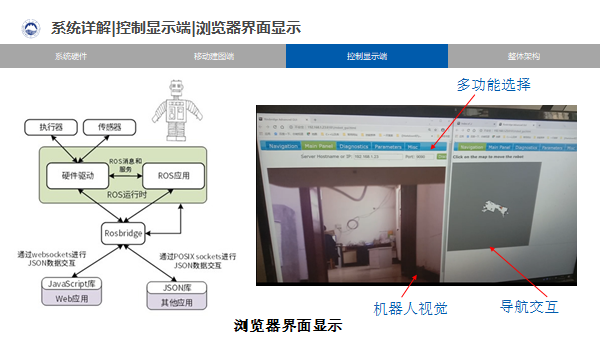 系统详解|控制显示端|浏览器界面显示
系统硬件
移动建图端
控制显示端
整体架构
多功能选择
执行器
传感器
ROS消息和
服务
硬件驱动
ROS应用
ROS运行时
Rosbridge
通过websockets进行
JSON数据交互
通过POSIX sockets进行
JSON数据交互
JavaScript库
Web应用
JSON库
其他应用
Navigation Main Panel Diagnostics Parameters Misc
Server Hostname or IP: 192.168.1.23 Port: 9090
Navigation Main Panel Diagnostics Parameters Misc
Click on the map to move the robot
机器人视觉
导航交互
浏览器界面显示